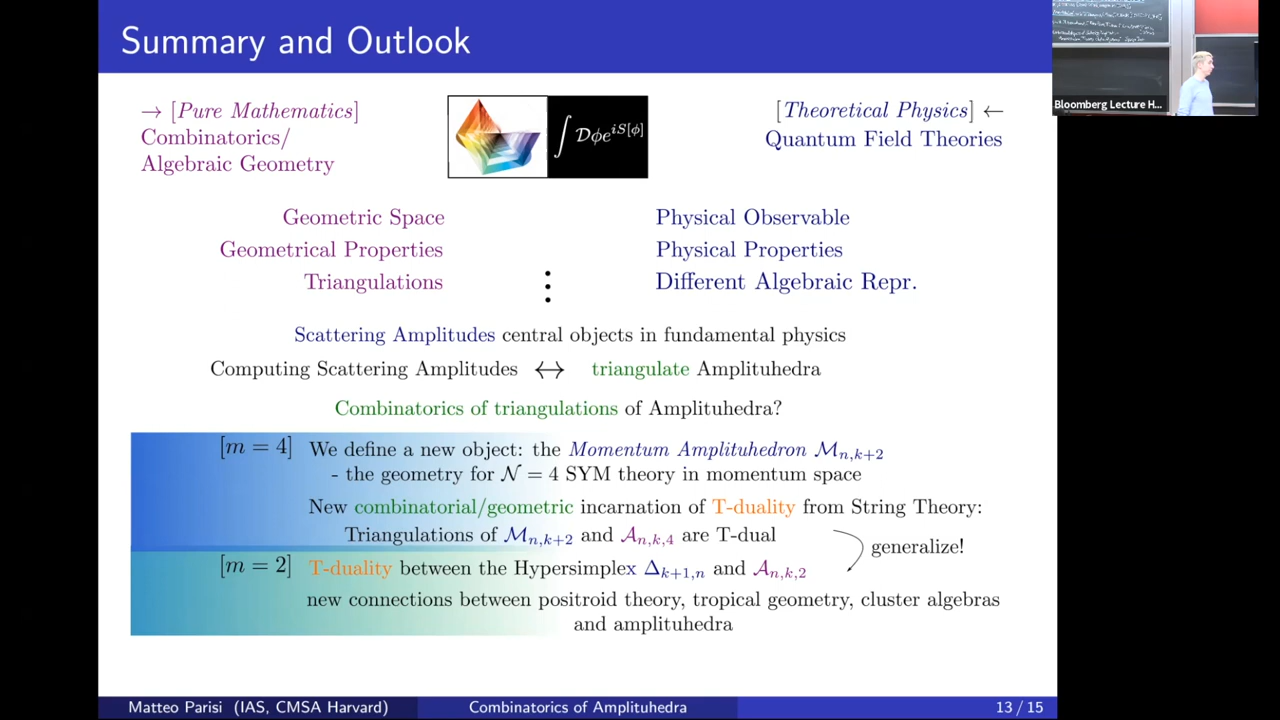 Summary and Outlook
→ [Pure Mathematics]
Combinatorics/
Algebraic Geometry
∫ 𝒟ϕe^{iS[ϕ]}
[Theoretical Physics] ←
Quantum Field Theories
Geometric Space
Physical Observable
Geometrical Properties
Physical Properties
Triangulations
Different Algebraic Repr.
Scattering Amplitudes central objects in fundamental physics
Computing Scattering Amplitudes ↔ triangulate Amplituhedra
Combinatorics of triangulations of Amplituhedra?
[m = 4] We define a new object: the Momentum Amplituhedron ℳ_{n,k+2}
- the geometry for 𝒩 = 4 SYM theory in momentum space
New combinatorial/geometric incarnation of T-duality from String Theory:
Triangulations of ℳ_{n,k+2} and 𝒜_{n,k,4} are T-dual
generalize!
[m = 2] T-duality between the Hypersimplex Δ_{k+1,n} and 𝒜_{n,k,2}
new connections between positroid theory, tropical geometry, cluster algebras
and amplituhedra
Matteo Parisi (IAS, CMSA Harvard)
Combinatorics of Amplituhedra
13 / 15
Bloomberg Lecture H...